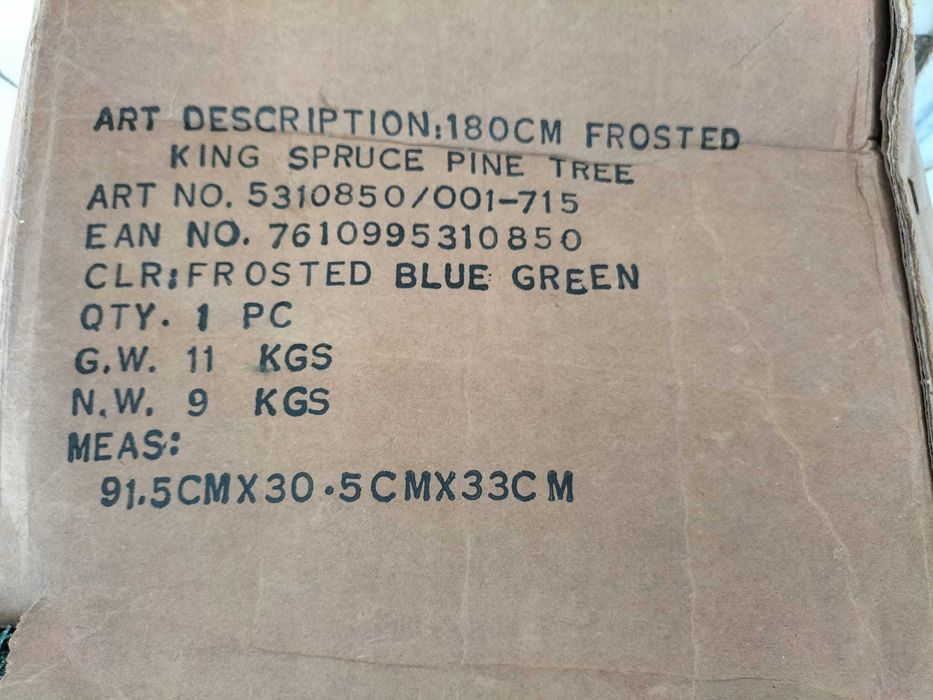 ART DESCRIPTION:180CM FROSTED
KING SPRUCE PINE TREE
ART NO. 5310850/001-715
EAN NO. 7610995310850
CLR:FROSTED BLUE GREEN
QTY. 1 PC
G.W. 11 KGS
N.W. 9 KGS
MEAS:
91.5CMX30.5CMX33CM